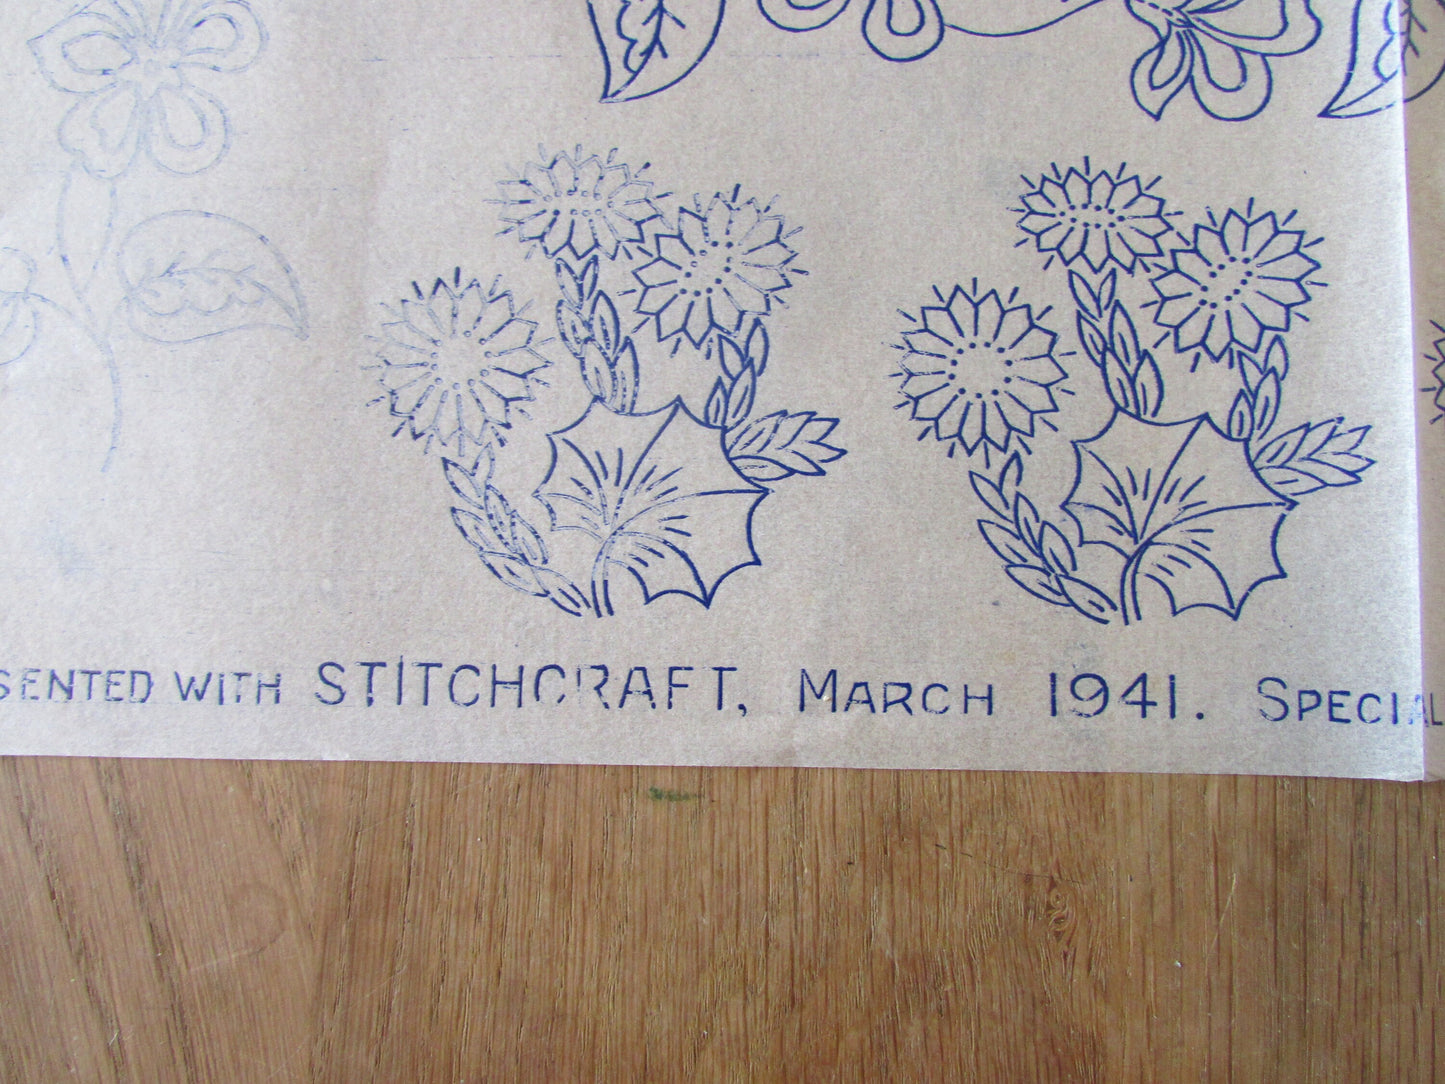 SENTED WITH STITCHCRAFT, MARCH 1941. SPECIAL